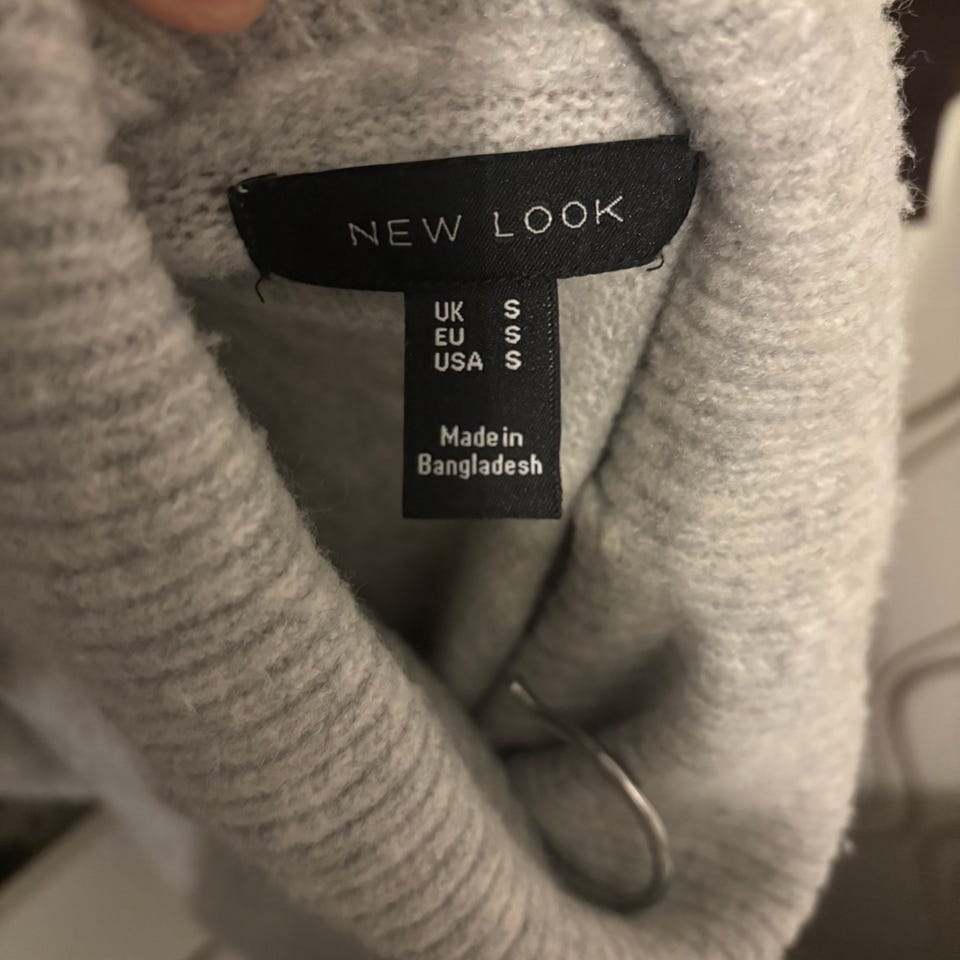 NEW LOOK
UK S
EU S
USA S
Made in
Bangladesh